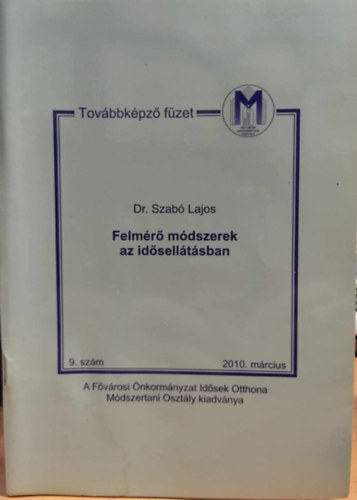 Továbbképző füzet
M
Dr. Szabó Lajos
Felmérő módszerek
az idősellátásban
9. szám
2010. március
A Fővárosi Önkormányzat Idősek Otthona
Módszertani Osztály kiadványa